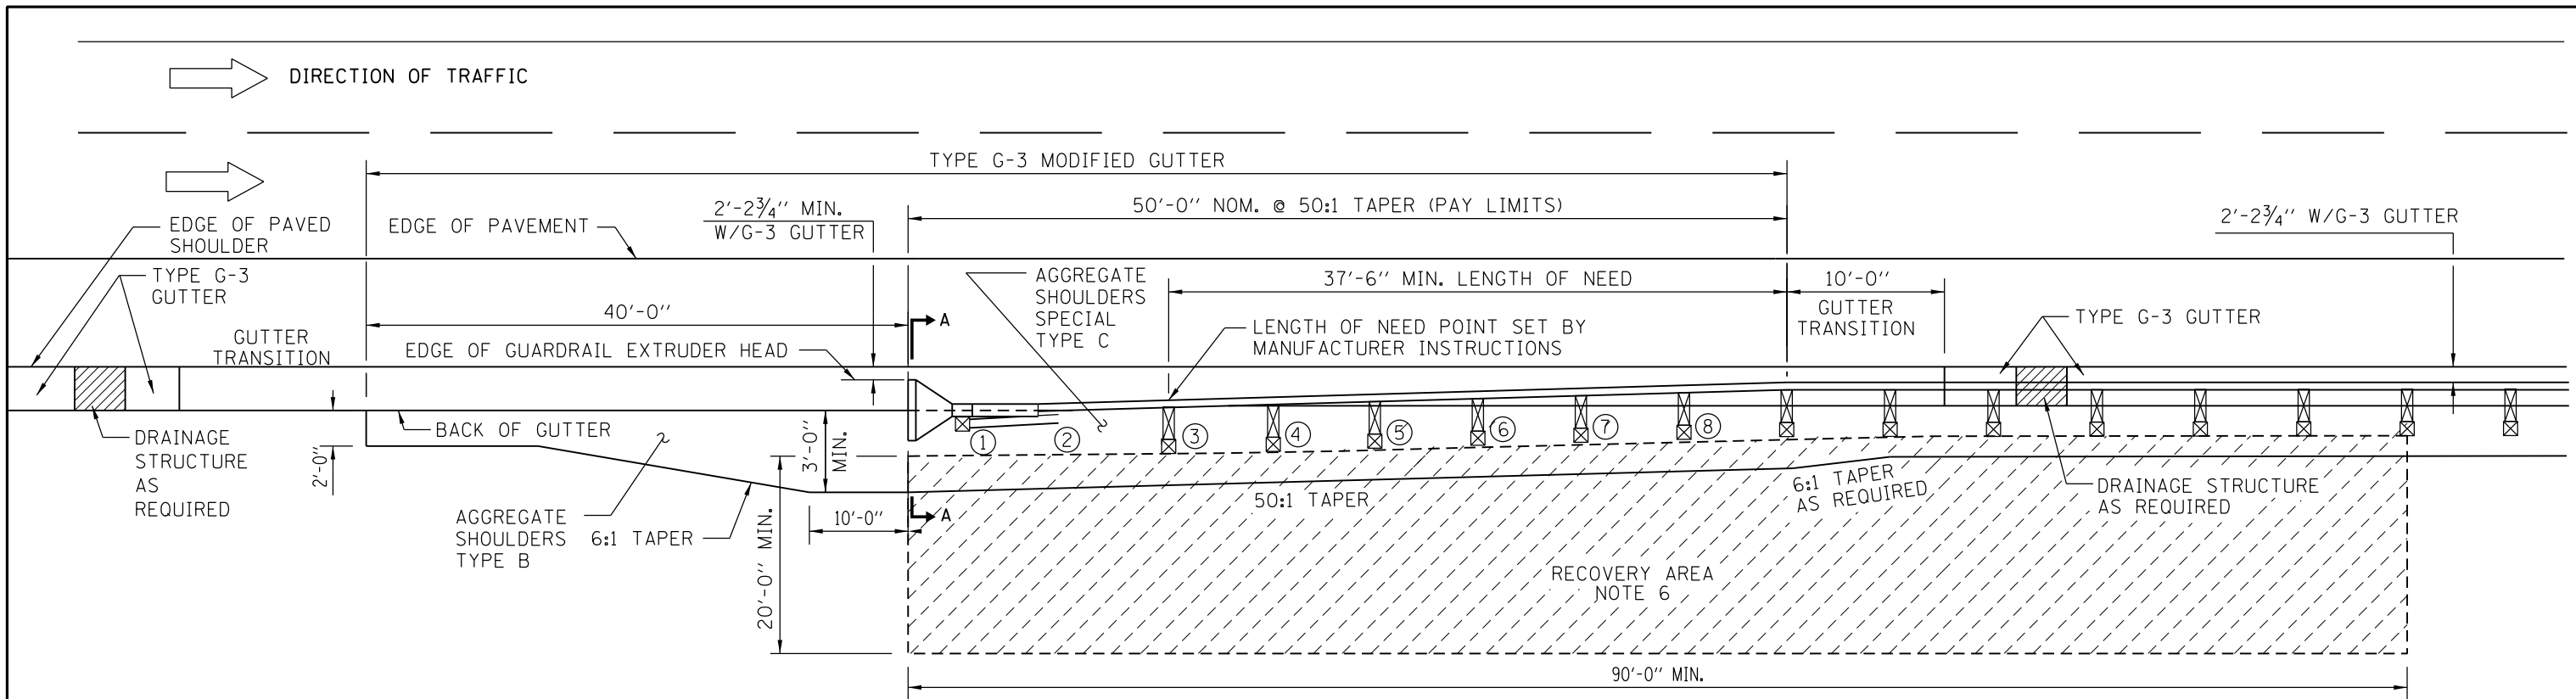 DIRECTION OF TRAFFIC
TYPE G-3 MODIFIED GUTTER
2'-2¾" MIN.
W/G-3 GUTTER
50'-0" NOM. @ 50:1 TAPER (PAY LIMITS)
2'-2¾" W/G-3 GUTTER
EDGE OF PAVED
SHOULDER
EDGE OF PAVEMENT
TYPE G-3
GUTTER
AGGREGATE
SHOULDERS
SPECIAL
TYPE C
37'-6" MIN. LENGTH OF NEED
10'-0"
GUTTER
TRANSITION
40'-0"
A
LENGTH OF NEED POINT SET BY
MANUFACTURER INSTRUCTIONS
TYPE G-3 GUTTER
GUTTER
TRANSITION
EDGE OF GUARDRAIL EXTRUDER HEAD
BACK OF GUTTER
1
2
3
4
5
6
7
8
DRAINAGE
STRUCTURE
AS
REQUIRED
2'-0"
3'-0"
MIN.
AGGREGATE
SHOULDERS
TYPE B
6:1 TAPER
10'-0"
A
50:1 TAPER
6:1 TAPER
AS REQUIRED
DRAINAGE STRUCTURE
AS REQUIRED
20'-0" MIN.
RECOVERY AREA
NOTE 6
90'-0" MIN.